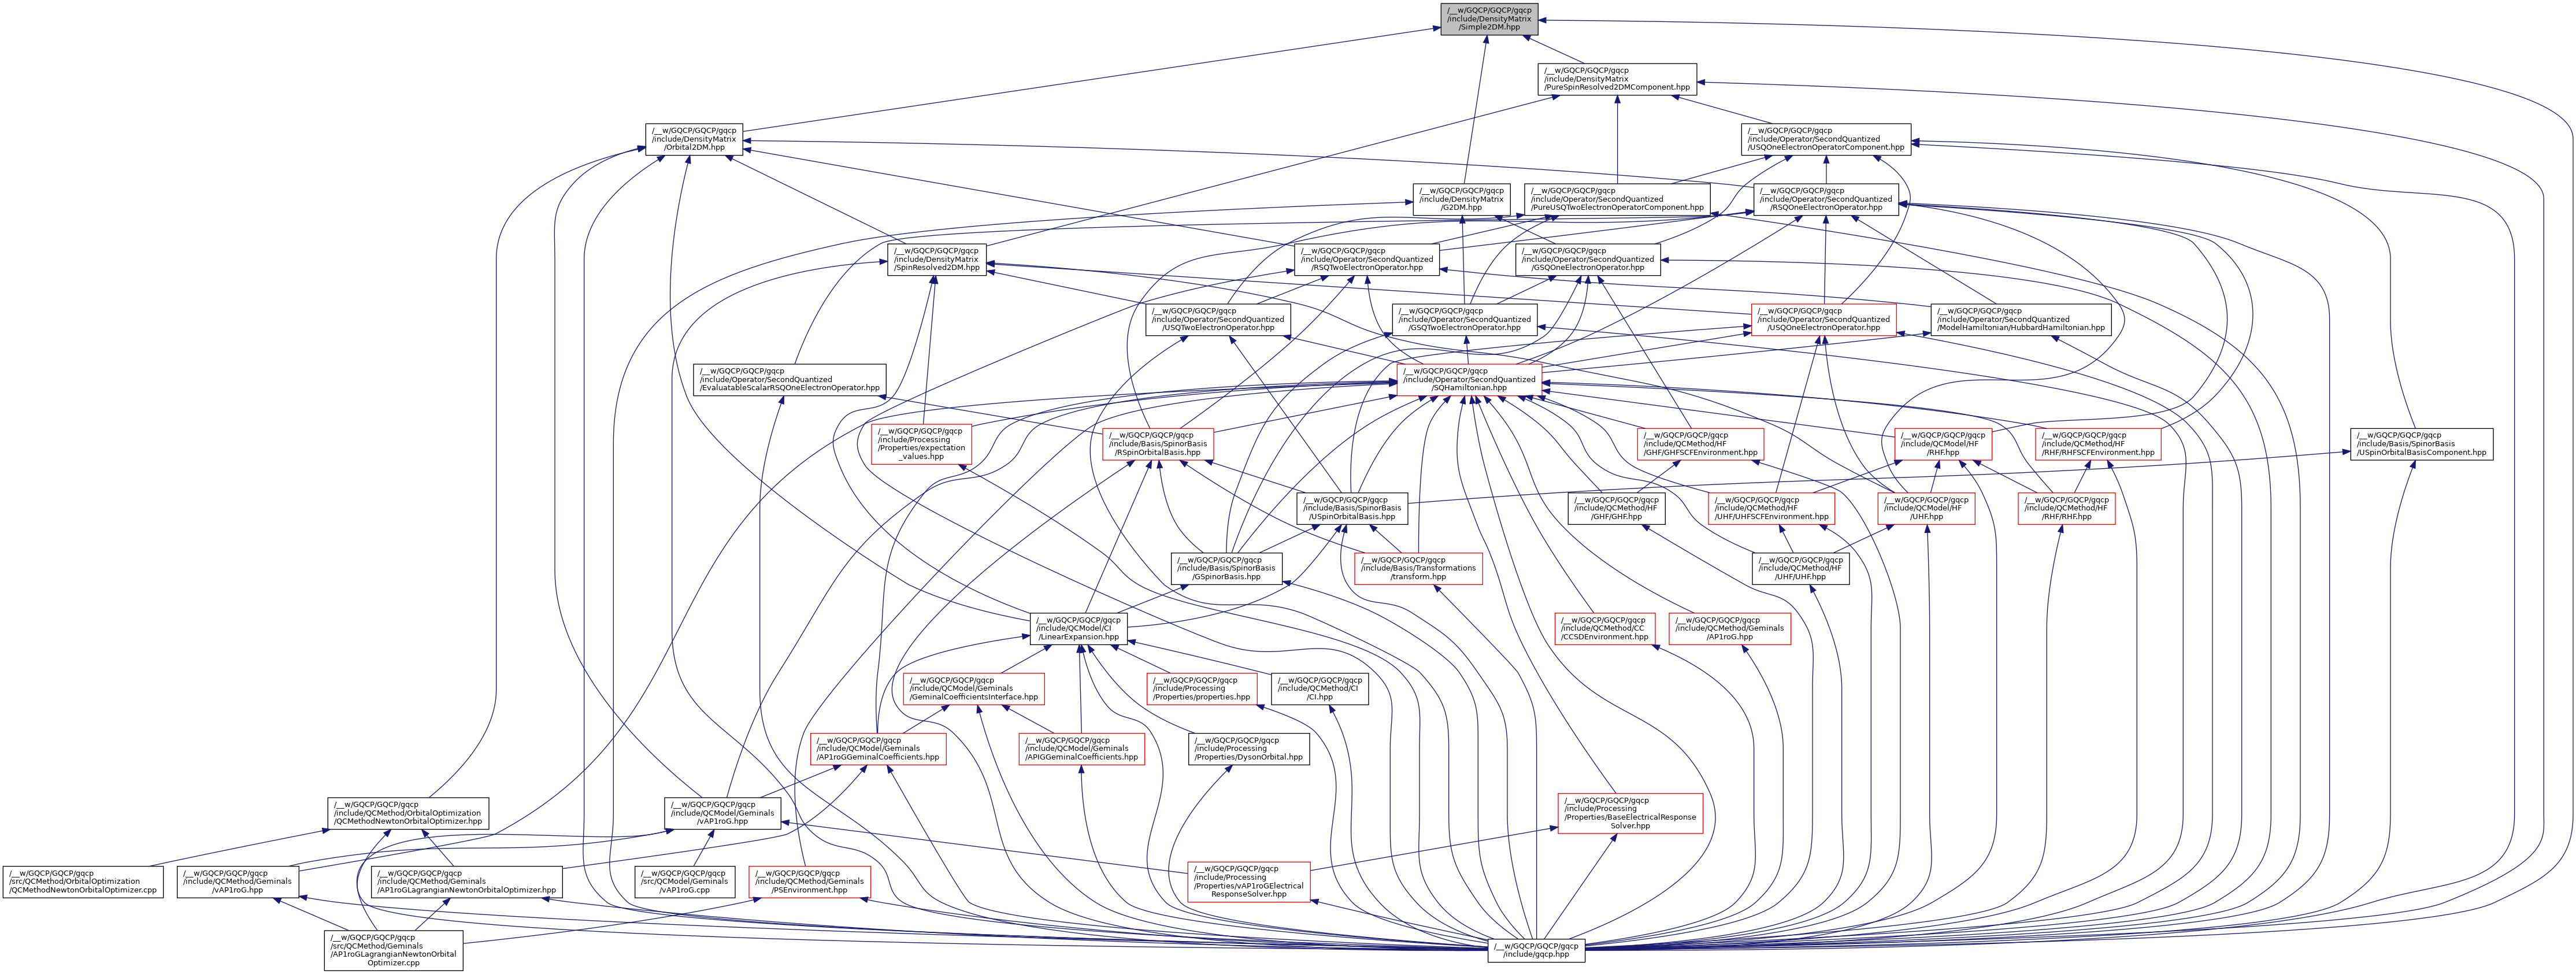 /__w/GQCP/GQCP/gqcp
/include/DensityMatrix
/Simple2DM.hpp
/__w/GQCP/GQCP/gqcp
/include/DensityMatrix
/PureSpinResolved2DMComponent.hpp
/__w/GQCP/GQCP/gqcp
/include/DensityMatrix
/Orbital2DM.hpp
/__w/GQCP/GQCP/gqcp
/include/Operator/SecondQuantized
/USQOneElectronOperatorComponent.hpp
/__w/GQCP/GQCP/gqcp
/include/DensityMatrix
/G2DM.hpp
/__w/GQCP/GQCP/gqcp
/include/Operator/SecondQuantized
/PureUSQTwoElectronOperatorComponent.hpp
/__w/GQCP/GQCP/gqcp
/include/Operator/SecondQuantized
/RSQOneElectronOperator.hpp
/__w/GQCP/GQCP/gqcp
/include/DensityMatrix
/SpinResolved2DM.hpp
/__w/GQCP/GQCP/gqcp
/include/Operator/SecondQuantized
/RSQTwoElectronOperator.hpp
/__w/GQCP/GQCP/gqcp
/include/Operator/SecondQuantized
/GSQOneElectronOperator.hpp
/__w/GQCP/GQCP/gqcp
/include/Operator/SecondQuantized
/USQTwoElectronOperator.hpp
/__w/GQCP/GQCP/gqcp
/include/Operator/SecondQuantized
/GSQTwoElectronOperator.hpp
/__w/GQCP/GQCP/gqcp
/include/Operator/SecondQuantized
/USQOneElectronOperator.hpp
/__w/GQCP/GQCP/gqcp
/include/Operator/SecondQuantized
/ModelHamiltonian/HubbardHamiltonian.hpp
/__w/GQCP/GQCP/gqcp
/include/Operator/SecondQuantized
/EvaluatableScalarRSQOneElectronOperator.hpp
/__w/GQCP/GQCP/gqcp
/include/Operator/SecondQuantized
/SQHamiltonian.hpp
/__w/GQCP/GQCP/gqcp
/include/Processing
/Properties/expectation
_values.hpp
/__w/GQCP/GQCP/gqcp
/include/Basis/SpinorBasis
/RSpinOrbitalBasis.hpp
/__w/GQCP/GQCP/gqcp
/include/QCMethod/HF
/GHF/GHFSCFEnvironment.hpp
/__w/GQCP/GQCP/gqcp
/include/QCModel/HF
/RHF.hpp
/__w/GQCP/GQCP/gqcp
/include/QCMethod/HF
/RHF/RHFSCFEnvironment.hpp
/__w/GQCP/GQCP/gqcp
/include/Basis/SpinorBasis
/USpinOrbitalBasisComponent.hpp
/__w/GQCP/GQCP/gqcp
/include/Basis/SpinorBasis
/USpinOrbitalBasis.hpp
/__w/GQCP/GQCP/gqcp
/include/QCMethod/HF
/GHF/GHF.hpp
/__w/GQCP/GQCP/gqcp
/include/QCMethod/HF
/UHF/UHFSCFEnvironment.hpp
/__w/GQCP/GQCP/gqcp
/include/QCModel/HF
/UHF.hpp
/__w/GQCP/GQCP/gqcp
/include/QCMethod/HF
/RHF/RHF.hpp
/__w/GQCP/GQCP/gqcp
/include/Basis/SpinorBasis
/GSpinorBasis.hpp
/__w/GQCP/GQCP/gqcp
/include/Basis/Transformations
/transform.hpp
/__w/GQCP/GQCP/gqcp
/include/QCMethod/HF
/UHF/UHF.hpp
/__w/GQCP/GQCP/gqcp
/include/QCModel/CI
/LinearExpansion.hpp
/__w/GQCP/GQCP/gqcp
/include/QCMethod/CC
/CCSDEnvironment.hpp
/__w/GQCP/GQCP/gqcp
/include/QCMethod/Geminals
/AP1roG.hpp
/__w/GQCP/GQCP/gqcp
/include/QCModel/Geminals
/GeminalCoefficientsInterface.hpp
/__w/GQCP/GQCP/gqcp
/include/Processing
/Properties/properties.hpp
/__w/GQCP/GQCP/gqcp
/include/QCMethod/CI
/CI.hpp
/__w/GQCP/GQCP/gqcp
/include/QCModel/Geminals
/AP1roGGeminalCoefficients.hpp
/__w/GQCP/GQCP/gqcp
/include/QCModel/Geminals
/APIGGeminalCoefficients.hpp
/__w/GQCP/GQCP/gqcp
/include/Processing
/Properties/DysonOrbital.hpp
/__w/GQCP/GQCP/gqcp
/include/QCMethod/OrbitalOptimization
/QCMethodNewtonOrbitalOptimizer.hpp
/__w/GQCP/GQCP/gqcp
/include/QCModel/Geminals
/vAP1roG.hpp
/__w/GQCP/GQCP/gqcp
/include/Processing
/Properties/BaseElectricalResponse
Solver.hpp
/__w/GQCP/GQCP/gqcp
/src/QCMethod/OrbitalOptimization
/QCMethodNewtonOrbitalOptimizer.cpp
/__w/GQCP/GQCP/gqcp
/include/QCMethod/Geminals
/vAP1roG.hpp
/__w/GQCP/GQCP/gqcp
/include/QCMethod/Geminals
/AP1roGLagrangianNewtonOrbitalOptimizer.hpp
/__w/GQCP/GQCP/gqcp
/src/QCModel/Geminals
/vAP1roG.cpp
/__w/GQCP/GQCP/gqcp
/include/QCMethod/Geminals
/PSEnvironment.hpp
/__w/GQCP/GQCP/gqcp
/include/Processing
/Properties/vAP1roGElectrical
ResponseSolver.hpp
/__w/GQCP/GQCP/gqcp
/src/QCMethod/Geminals
/AP1roGLagrangianNewtonOrbital
Optimizer.cpp
/__w/GQCP/GQCP/gqcp
/include/gqcp.hpp